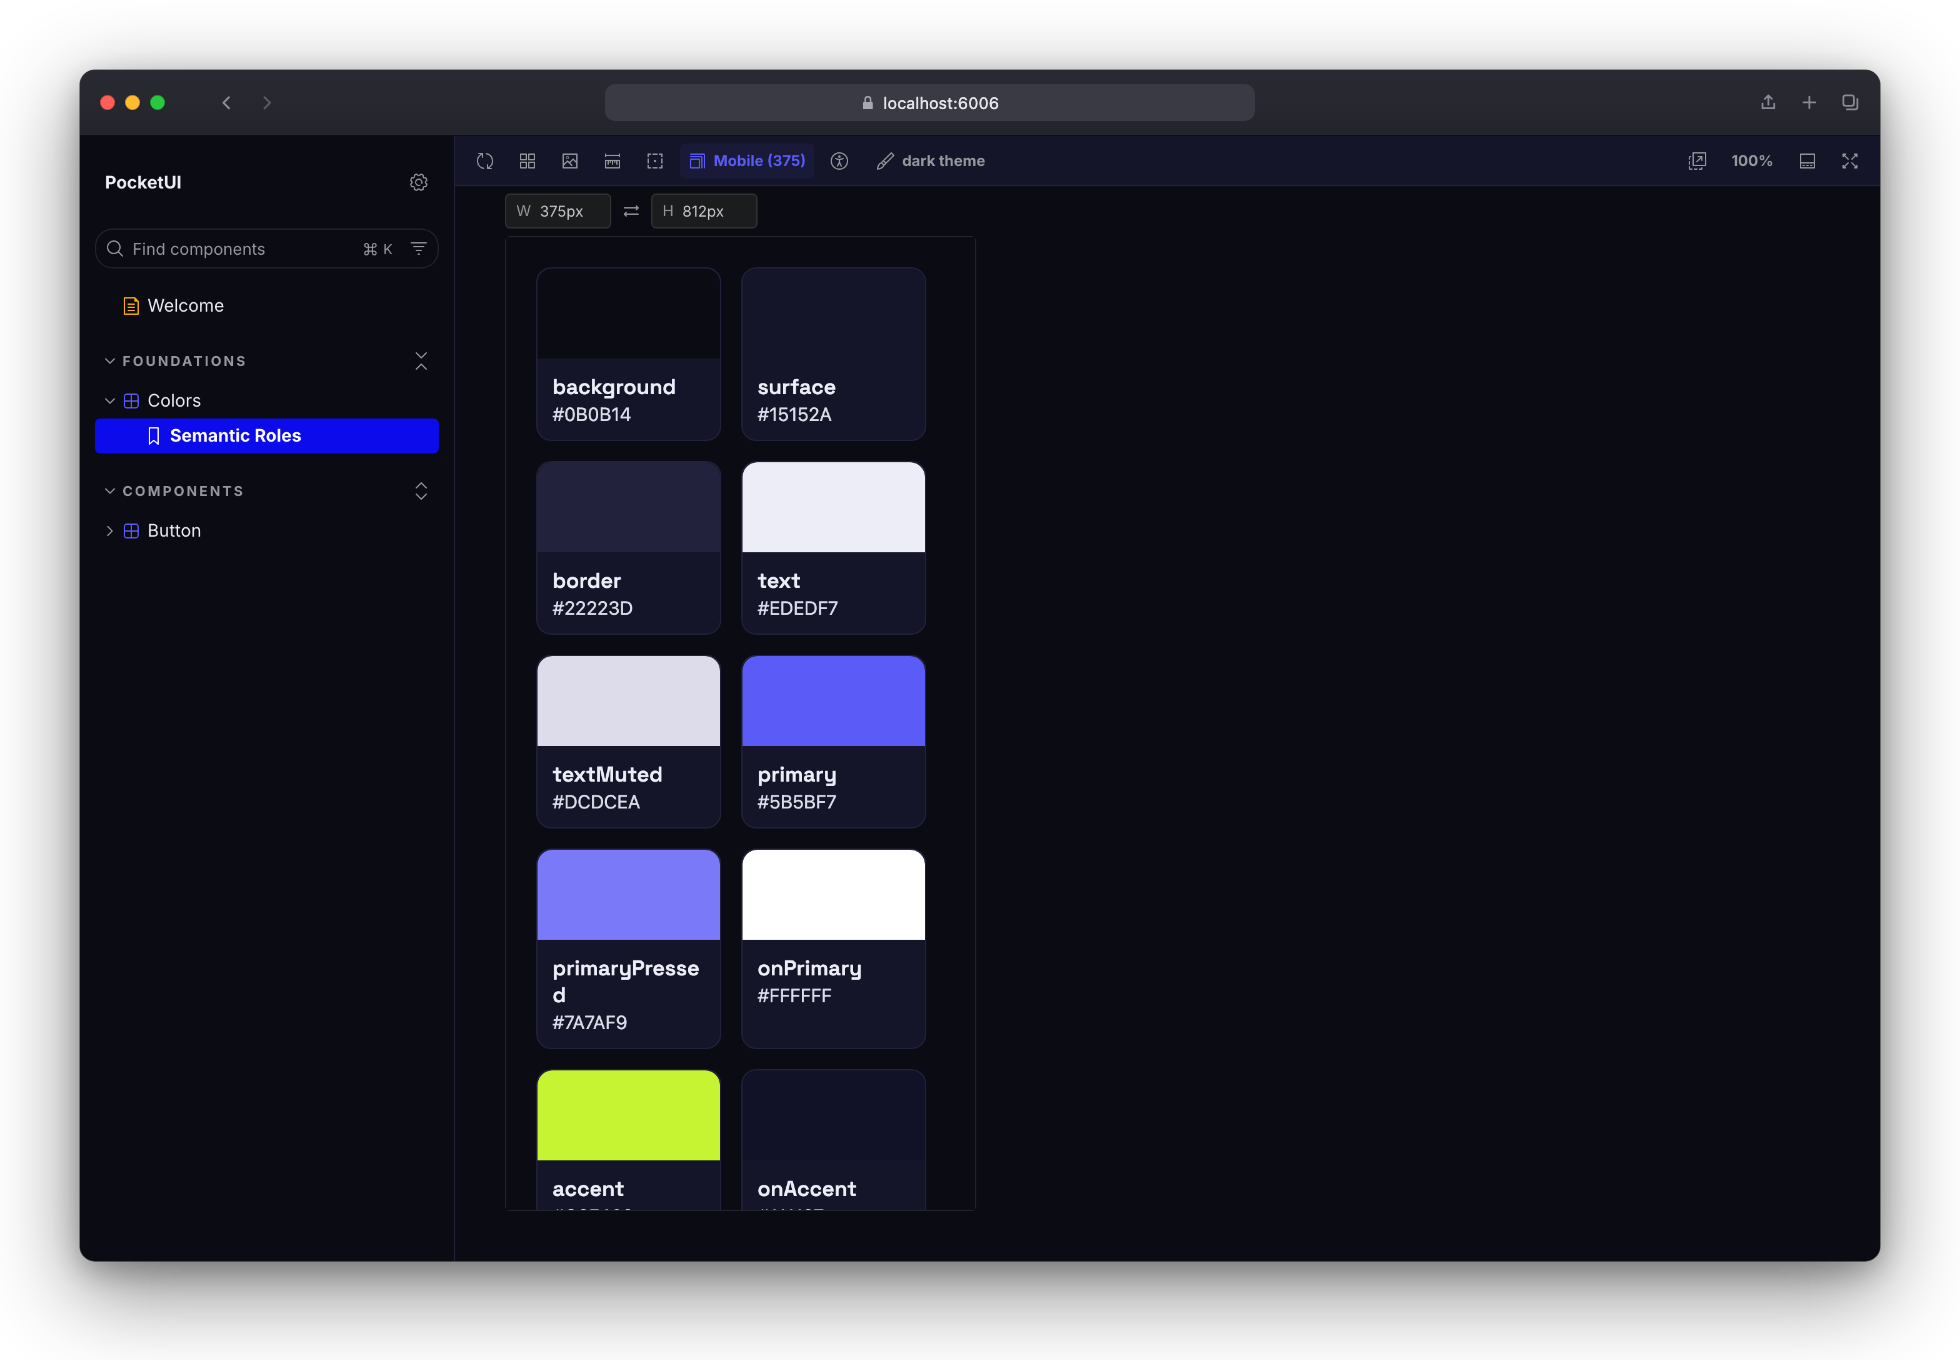 localhost:6006
PocketUI
Find components ⌘ K
Welcome
FOUNDATIONS
Colors
Semantic Roles
COMPONENTS
Button
Mobile (375)
dark theme
100%
W 375px
H 812px
background
#0B0B14
surface
#15152A
border
#22223D
text
#EDEDF7
textMuted
#DCDCEA
primary
#5B5BF7
primaryPresse
d
#7A7AF9
onPrimary
#FFFFFF
accent
onAccent